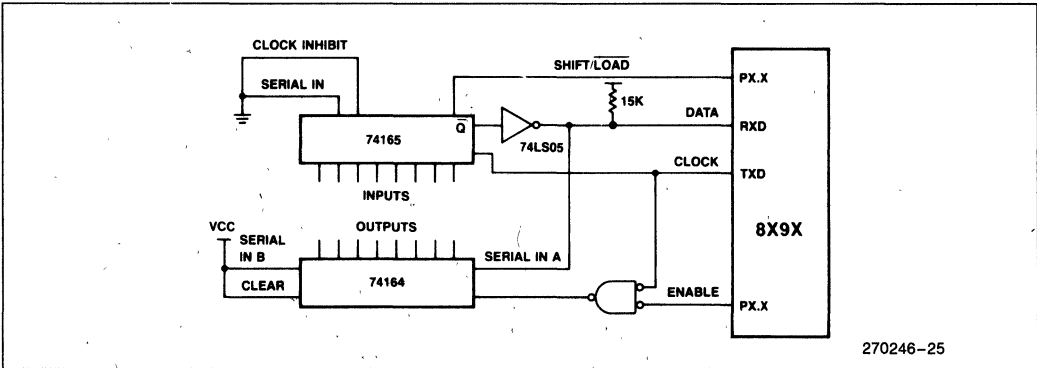 CLOCK INHIBIT
SERIAL IN
SHIFT/LOAD
PX.X
15K
Q
DATA
RXD
74165
74LS05
CLOCK
TXD
INPUTS
8X9X
VCC
OUTPUTS
SERIAL
IN B
SERIAL IN A
74164
CLEAR
ENABLE
PX.X
270246-25